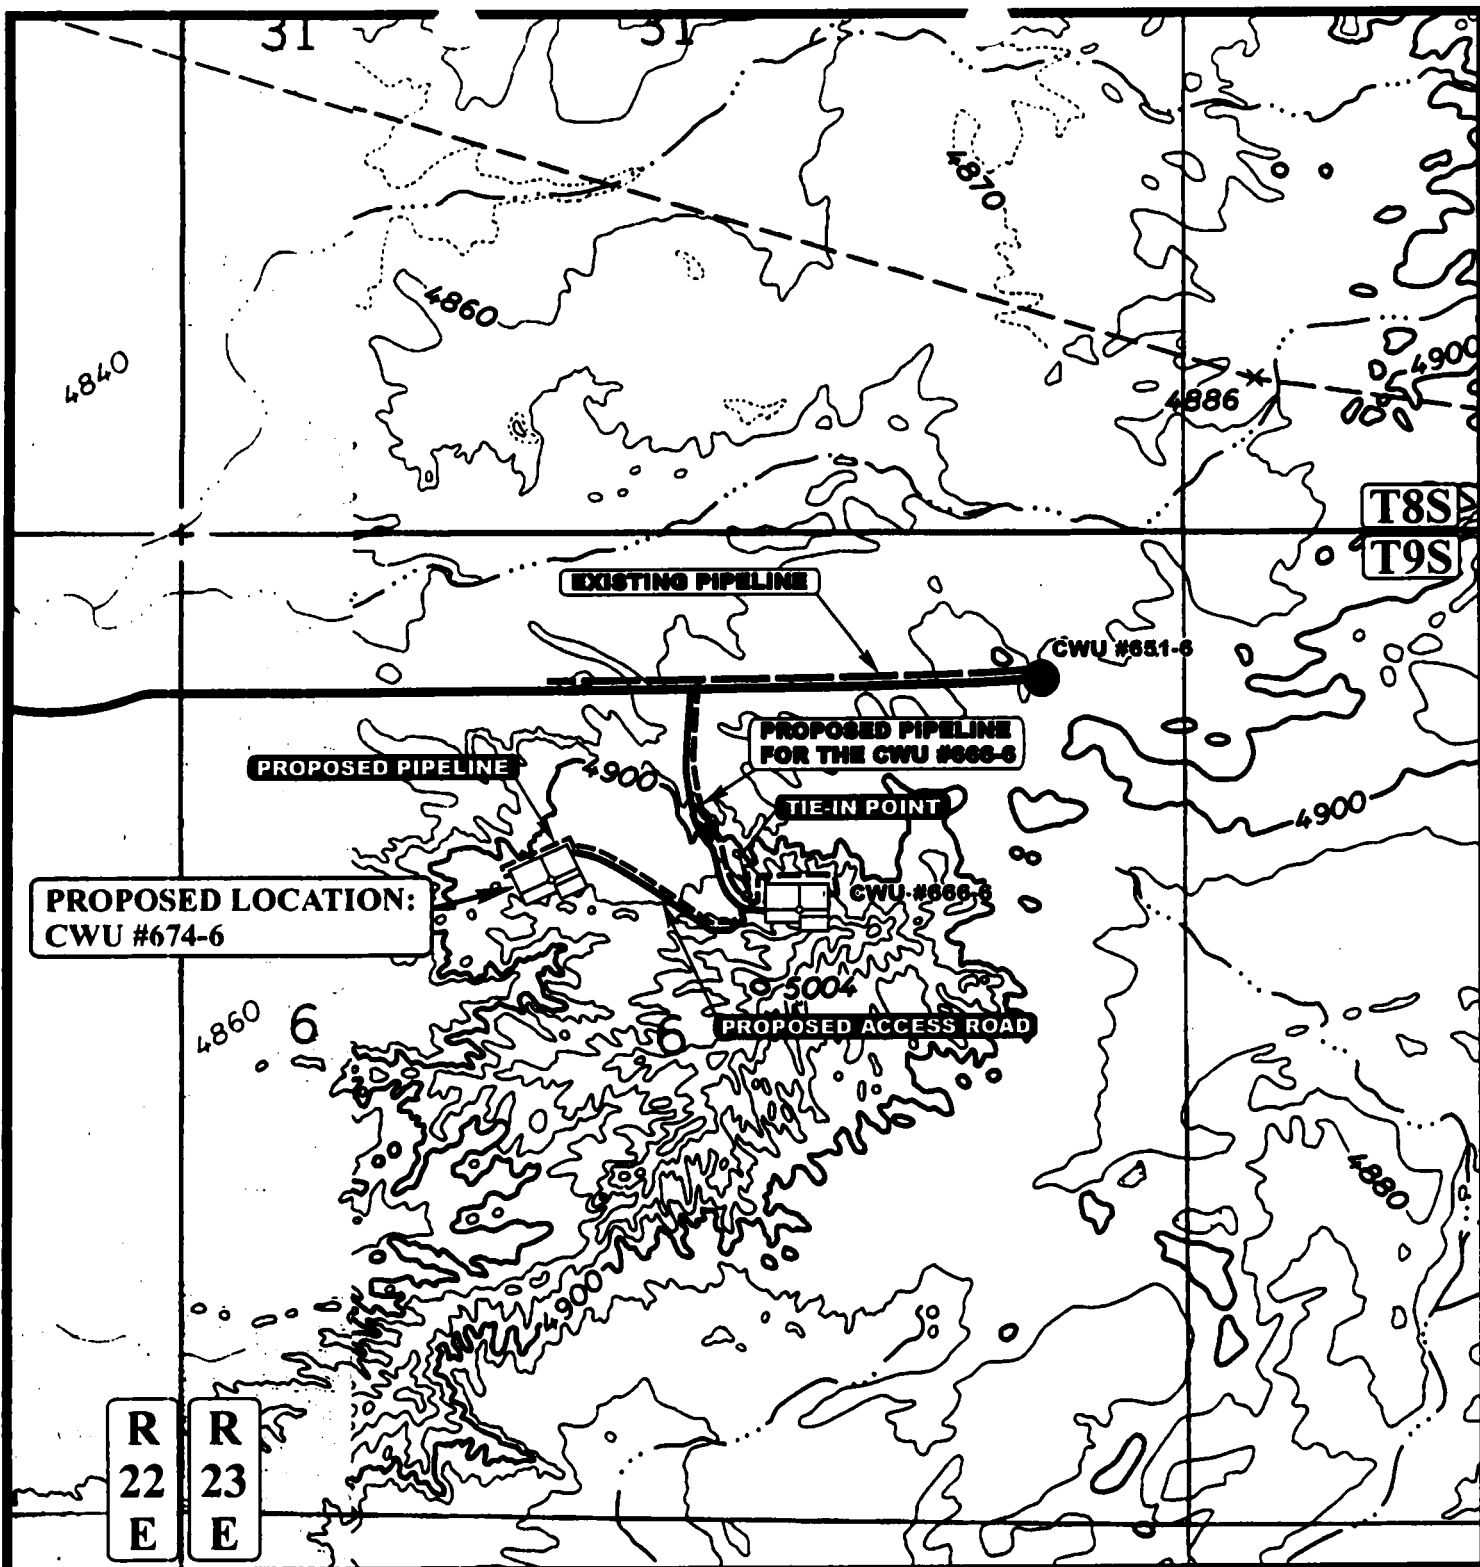 31
31
4870
4860
4840
4900
4886
T8S
T9S
EXISTING PIPELINE
CWU #651-6
PROPOSED PIPELINE
FOR THE CWU #666-6
PROPOSED PIPELINE
4900
TIE-IN POINT
4900
PROPOSED LOCATION:
CWU #674-6
CWU #666-6
5004
4860
6
6
PROPOSED ACCESS ROAD
4880
4900
R
22
E
R
23
E